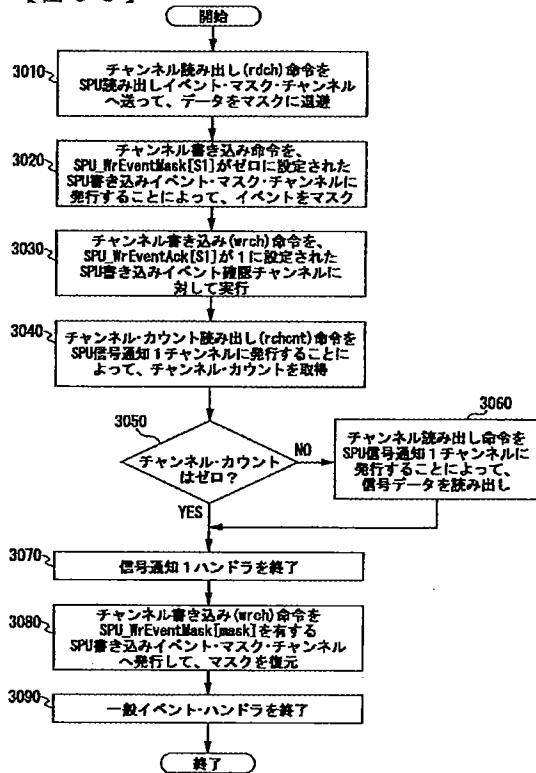 開始
3010
チャンネル読み出し(rdch)命令を
SPU読み出しイベント・マスク・チャンネル
へ送って、データをマスクに退避
3020
チャンネル書き込み命令を、
SPU_WrEventMask[S1]がゼロに設定された
SPU書き込みイベント・マスク・チャンネルに
発行することによって、イベントをマスク
3030
チャンネル書き込み(wrch)命令を、
SPU_WrEventAck[S1]が1に設定された
SPU書き込みイベント確認チャンネルに
対して実行
3040
チャンネル・カウント読み出し(rchcnt)命令を
SPU信号通知1チャンネルに発行することに
よって、チャンネル・カウントを取得
3050
チャンネル・カウント
はゼロ?
NO
YES
3060
チャンネル読み出し命令を
SPU信号通知1チャンネルに
発行することによって、
信号データを読み出し
3070
信号通知1ハンドラを終了
3080
チャンネル書き込み(wrch)命令を
SPU_WrEventMask[mask]を有する
SPU書き込みイベント・マスク・チャンネル
へ発行して、マスクを復元
3090
一般イベント・ハンドラを終了
終了